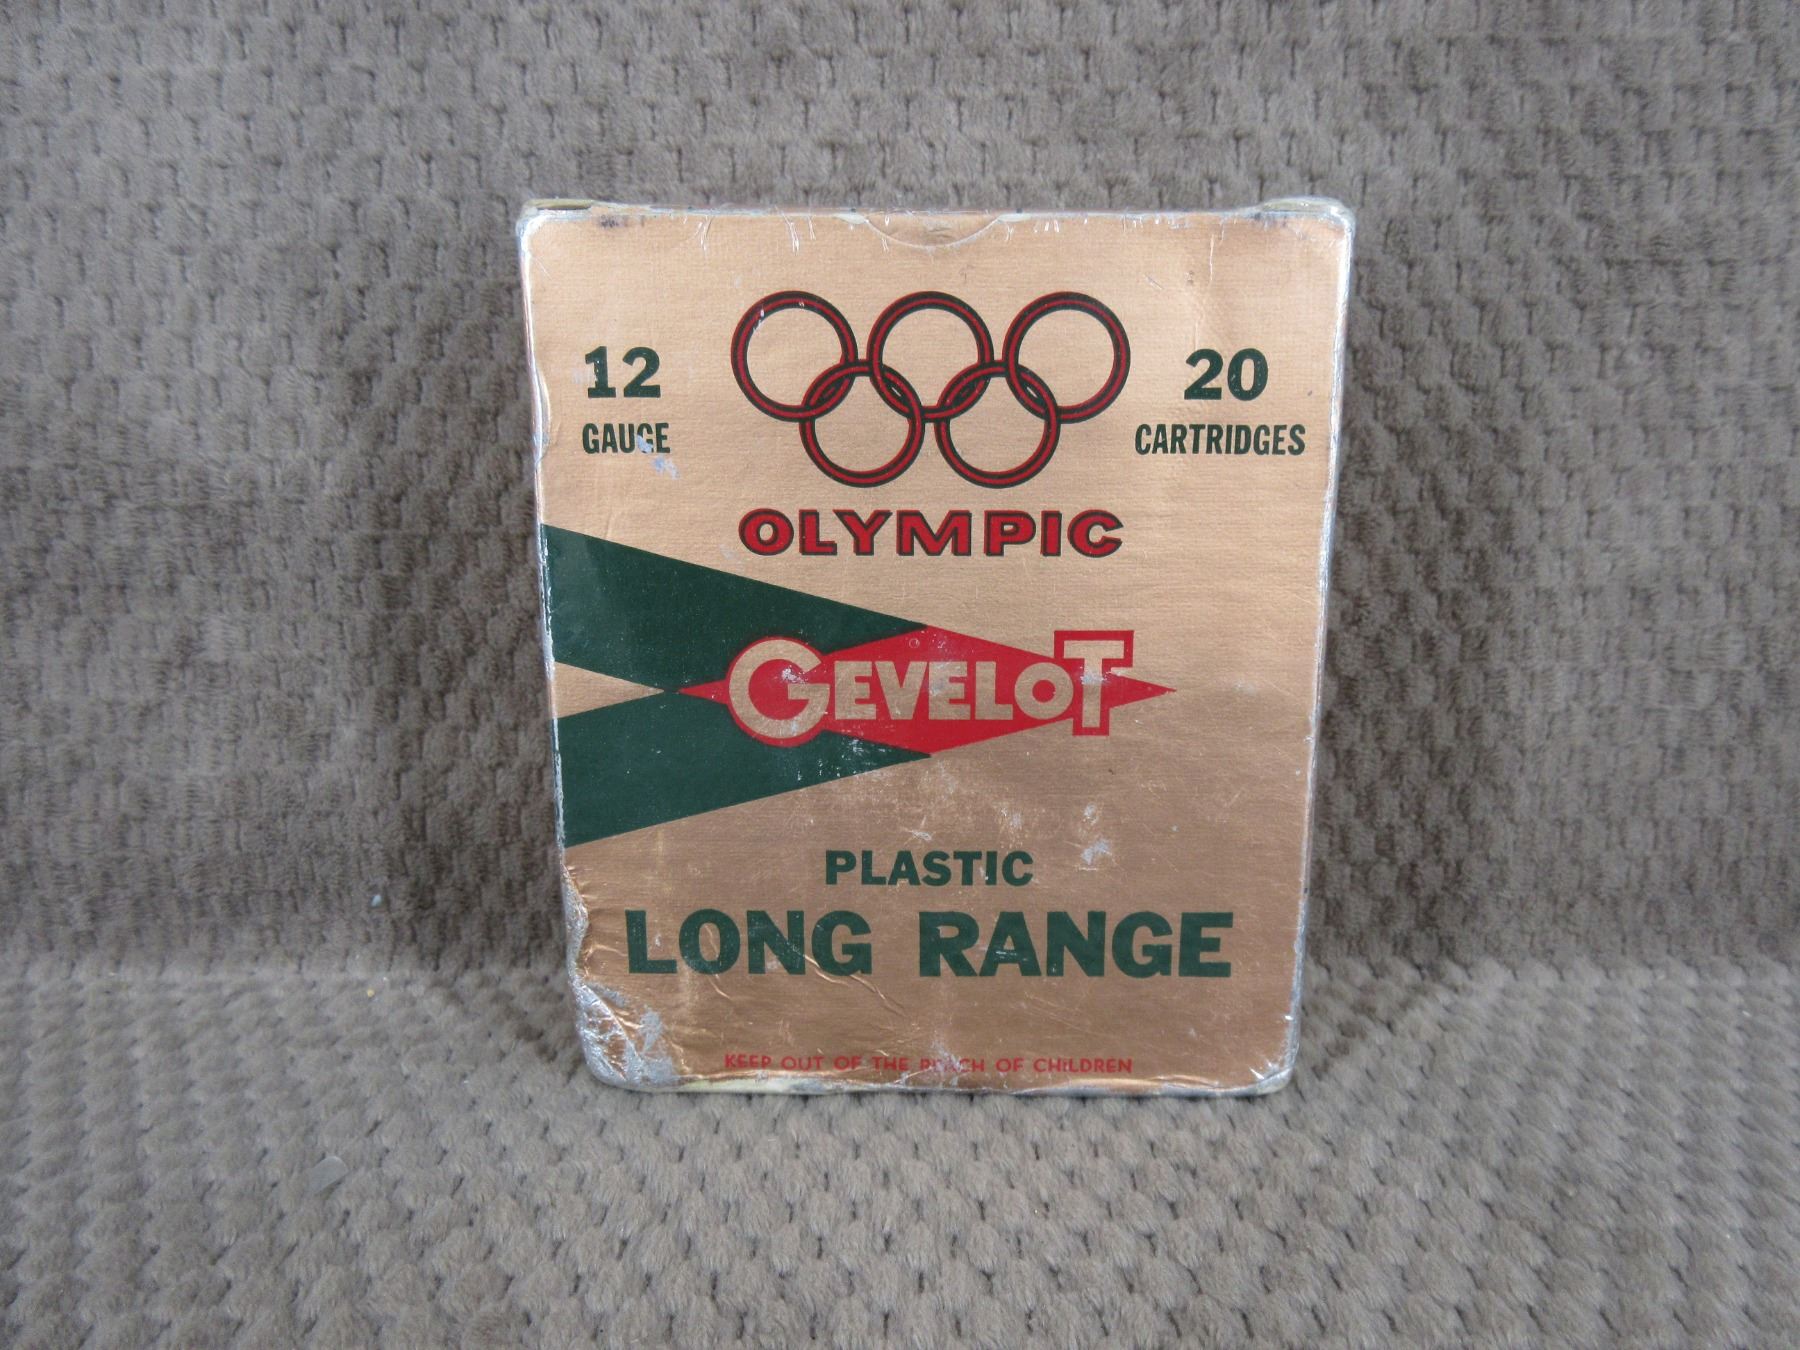 12
GAUGE
20
CARTRIDGES
OLYMPIC
GEVELOT
PLASTIC
LONG RANGE
KEEP OUT OF THE REACH OF CHILDREN